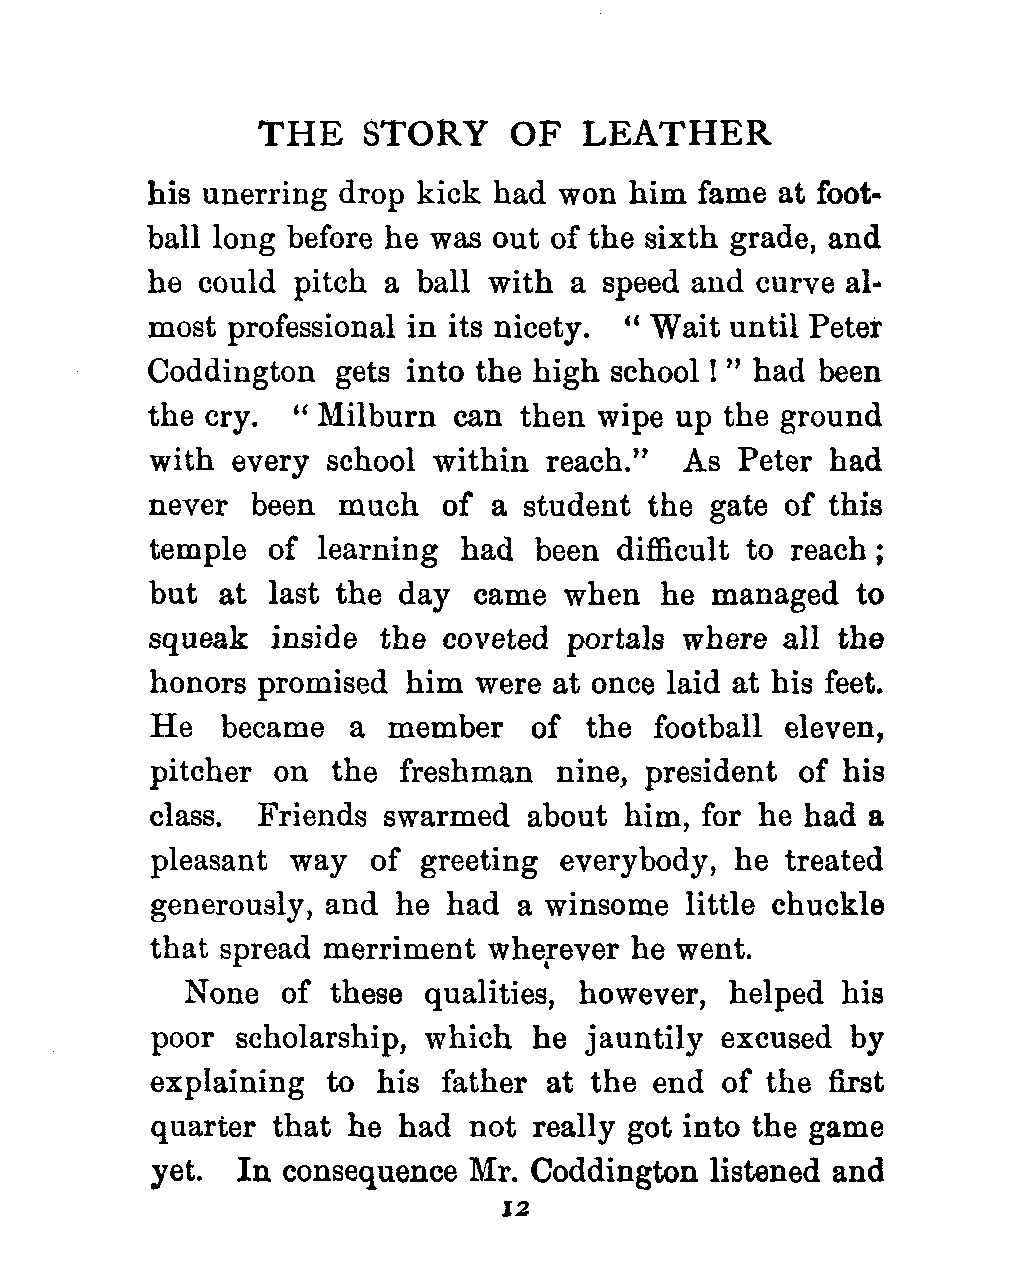 THE STORY OF LEATHER
his unerring drop kick had won him fame at foot-
ball long before he was out of the sixth grade, and
he could pitch a ball with a speed and curve al-
most professional in its nicety. “ Wait until Peter
Coddington gets into the high school ! ” had been
the cry. “ Milburn can then wipe up the ground
with every school within reach.” As Peter had
never been much of a student the gate of this
temple of learning had been difficult to reach ;
but at last the day came when he managed to
squeak inside the coveted portals where all the
honors promised him were at once laid at his feet.
He became a member of the football eleven,
pitcher on the freshman nine, president of his
class. Friends swarmed about him, for he had a
pleasant way of greeting everybody, he treated
generously, and he had a winsome little chuckle
that spread merriment wherever he went.
None of these qualities, however, helped his
poor scholarship, which he jauntily excused by
explaining to his father at the end of the first
quarter that he had not really got into the game
yet. In consequence Mr. Coddington listened and
12